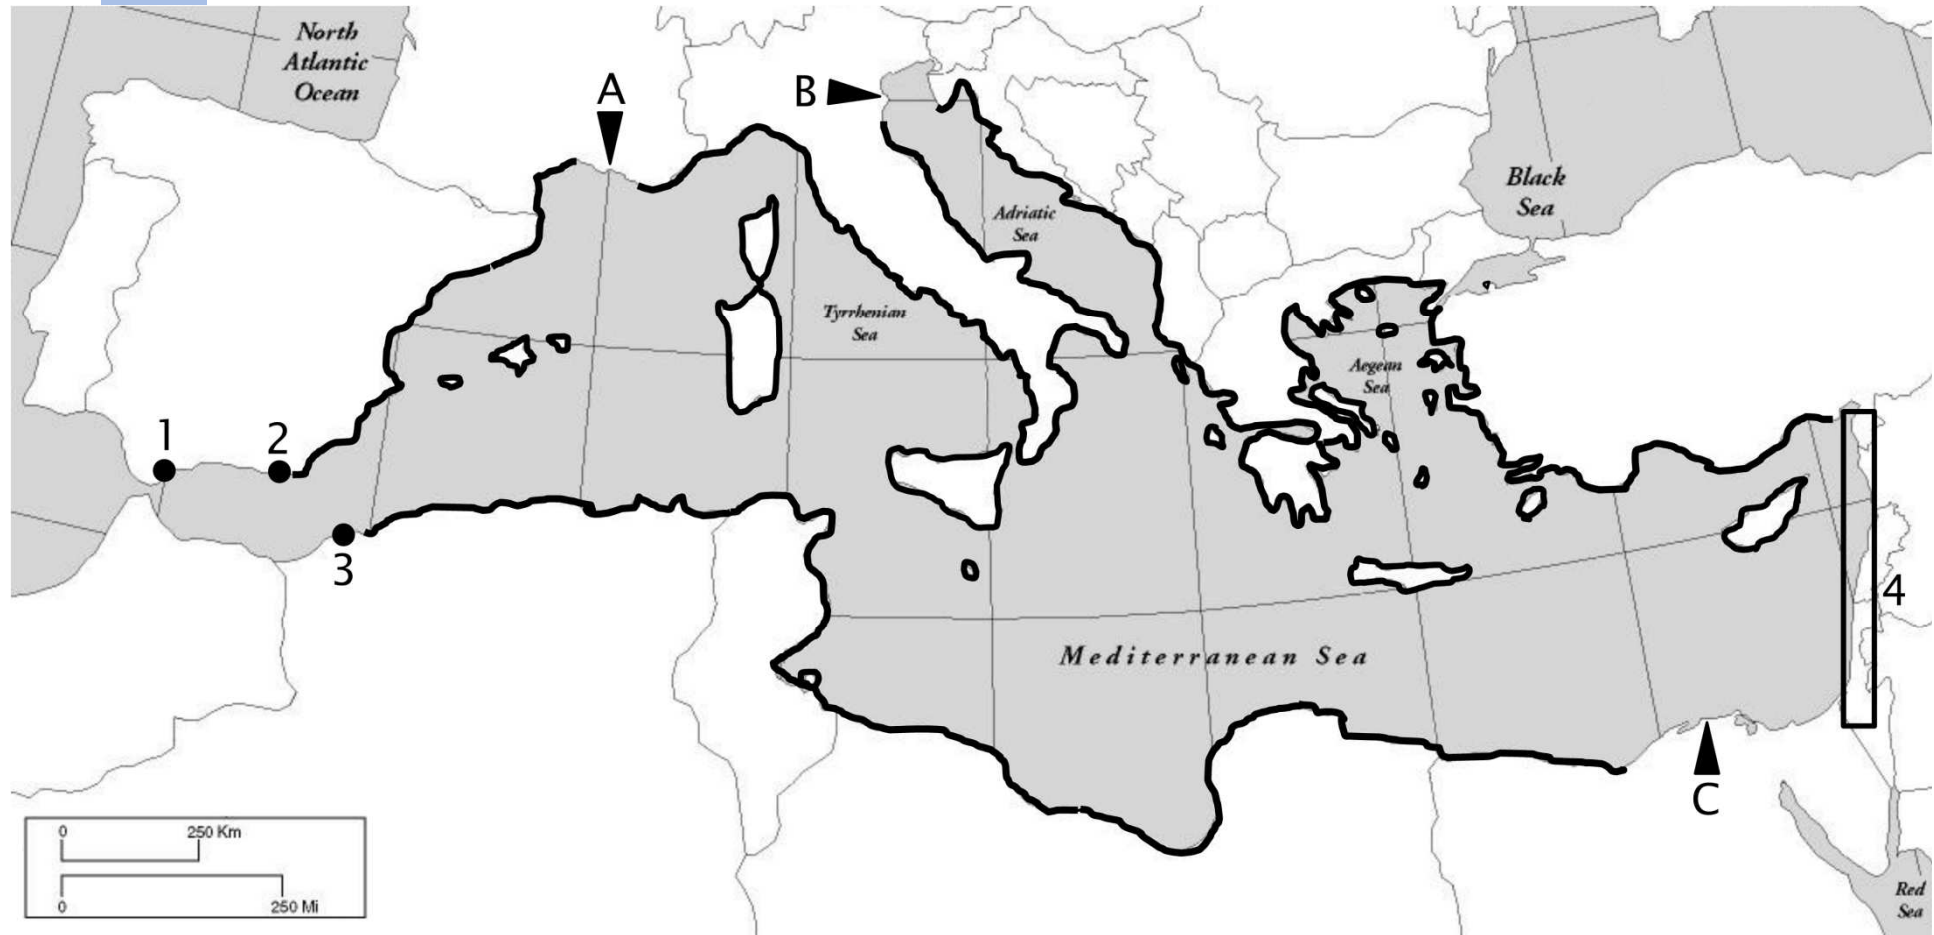 North
Atlantic
Ocean
A
B
Black
Sea
Adriatic
Sea
Tyrrhenian
Sea
Aegean
Sea
1
2
3
4
Mediterranean Sea
C
0
250 Km
0
250 Mi
Red
Sea